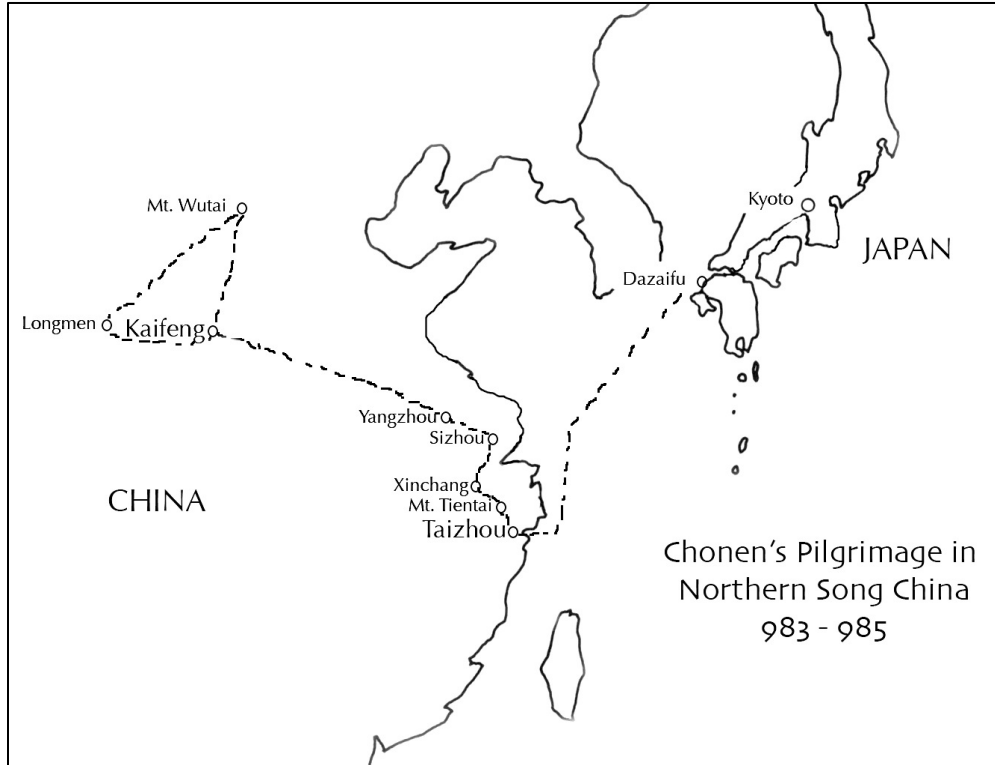 Kyoto
Mt. Wutai
JAPAN
Dazaifu
Longmen
Kaifeng
Yangzhou
Sizhou
Xinchang
CHINA
Mt. Tientai
Taizhou
Chonen's Pilgrimage in
Northern Song China
983 - 985